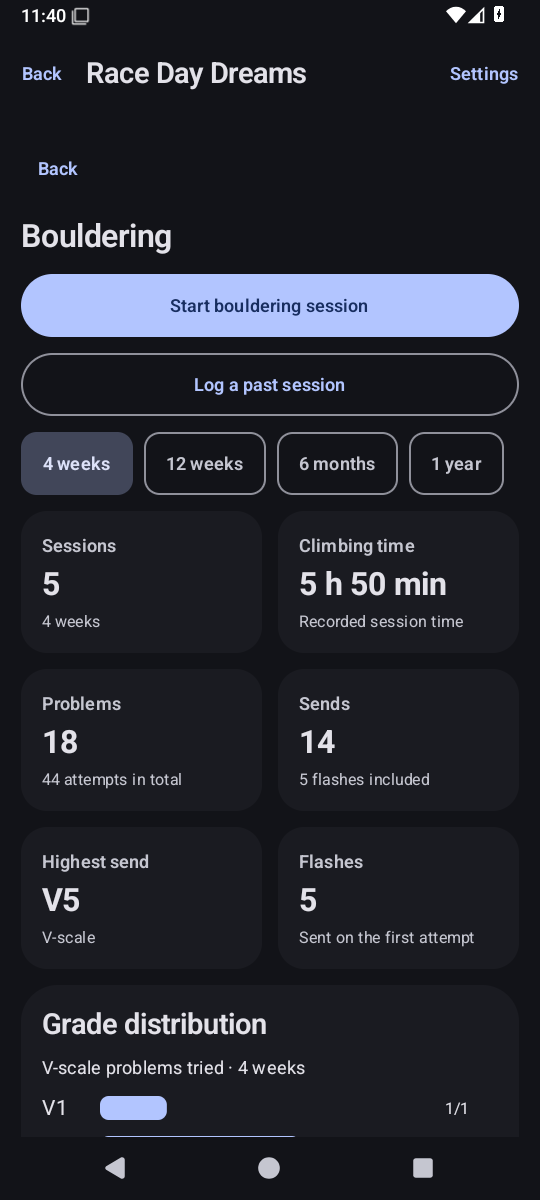 11:40
Back Race Day Dreams Settings
Back
Bouldering
Start bouldering session
Log a past session
4 weeks 12 weeks 6 months 1 year
Sessions
5
4 weeks
Climbing time
5 h 50 min
Recorded session time
Problems
18
44 attempts in total
Sends
14
5 flashes included
Highest send
V5
V-scale
Flashes
5
Sent on the first attempt
Grade distribution
V-scale problems tried · 4 weeks
V1 1/1